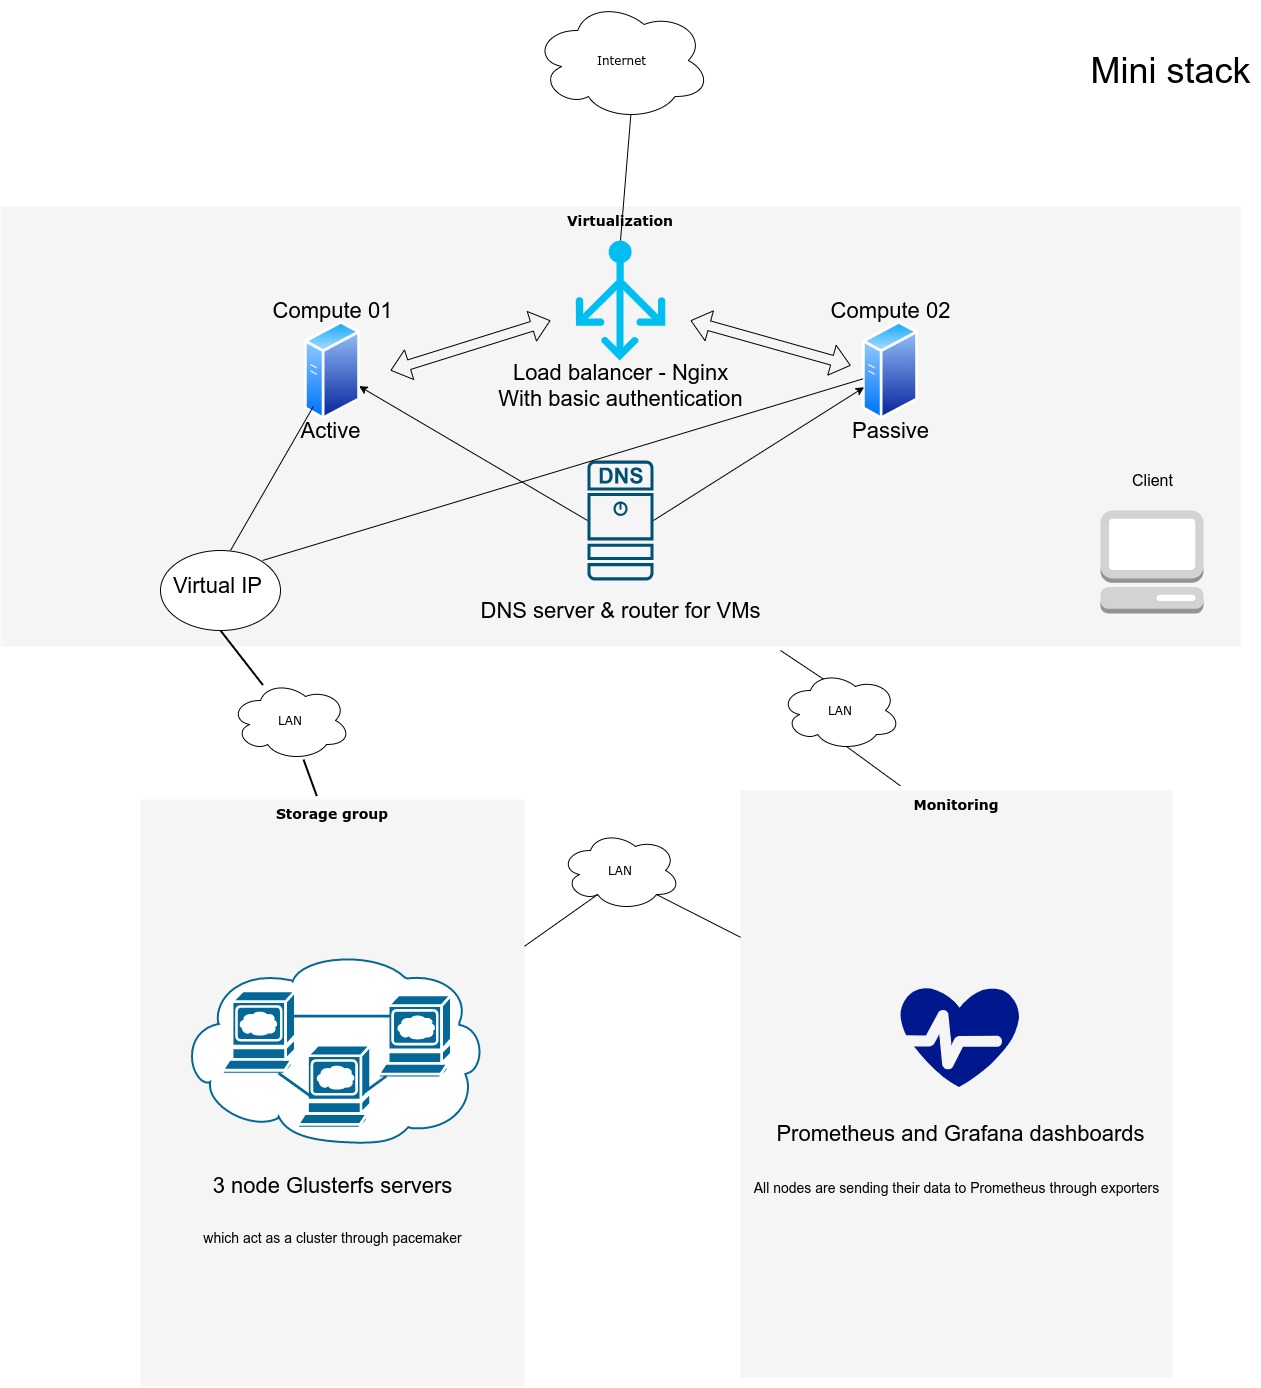 Internet
Mini stack
Virtualization
Compute 01
Compute 02
Load balancer - Nginx
With basic authentication
Active
Passive
DNS
Client
Virtual IP
DNS server & router for VMs
LAN
LAN
Storage group
Monitoring
LAN
Prometheus and Grafana dashboards
3 node Glusterfs servers
All nodes are sending their data to Prometheus through exporters
which act as a cluster through pacemaker